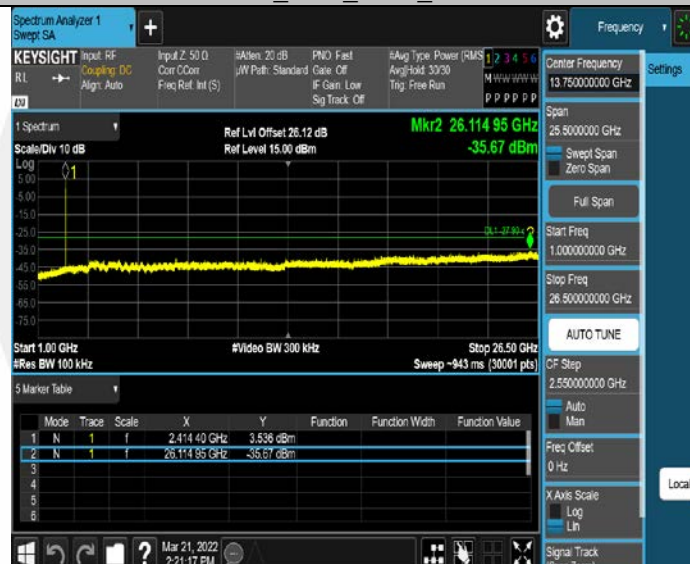 Spectrum Analyzer 1
Swept SA
Frequency
KEYSIGHT
RL
Input: RF
Coupling: DC
Align: Auto
Input Z: 50 Ω
Corr CCorr
Freq Ref: Int (S)
#Atten: 20 dB
µW Path: Standard
PNO: Fast
Gate: Off
IF Gain: Low
Sig Track: Off
#Avg Type: Power (RMS
Avg|Hold: 30/30
Trig: Free Run
1 2 3 4 5 6
M W W W W W
P P P P P P
1 Spectrum
Scale/Div 10 dB
Log
Ref Lvl Offset 26.12 dB
Ref Level 15.00 dBm
Mkr2 26.114 95 GHz
-35.67 dBm
5.00
-5.00
-15.0
-25.0
-35.0
-45.0
-55.0
-65.0
-75.0
1
Start 1.00 GHz
#Res BW 100 kHz
#Video BW 300 kHz
Stop 26.50 GHz
Sweep ~943 ms (30001 pts)
5 Marker Table
Mode Trace Scale X Y Function Function Width Function Value
1 N 1 f 2.414 40 GHz 3.536 dBm
2 N 1 f 26.114 95 GHz -35.67 dBm
3
4
5
6
Mar 21, 2022
2:21:17 PM
Center Frequency
13.750000000 GHz
Settings
Span
25.5000000 GHz
Swept Span
Zero Span
Full Span
Start Freq
1.000000000 GHz
Stop Freq
26.500000000 GHz
AUTO TUNE
CF Step
2.550000000 GHz
Auto
Man
Freq Offset
0 Hz
X Axis Scale
Log
Lin
Local
Signal Track